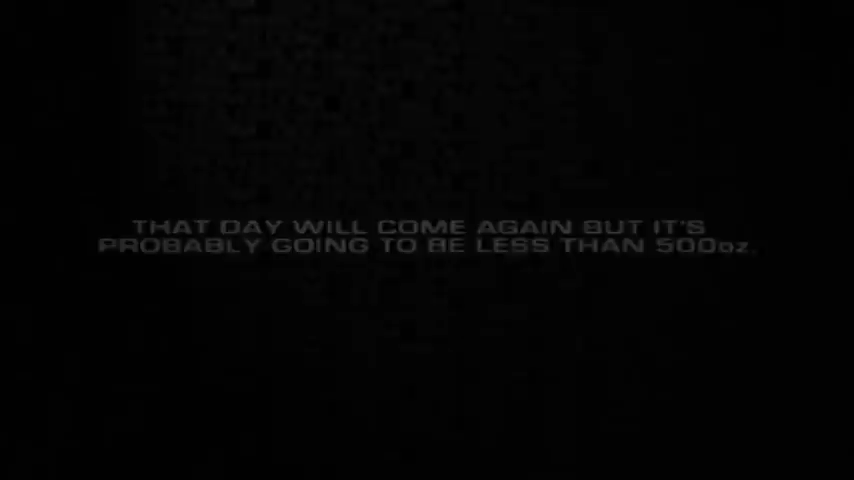 THAT DAY WILL COME AGAIN BUT IT'S
PROBABLY GOING TO BE LESS THAN 500oz.